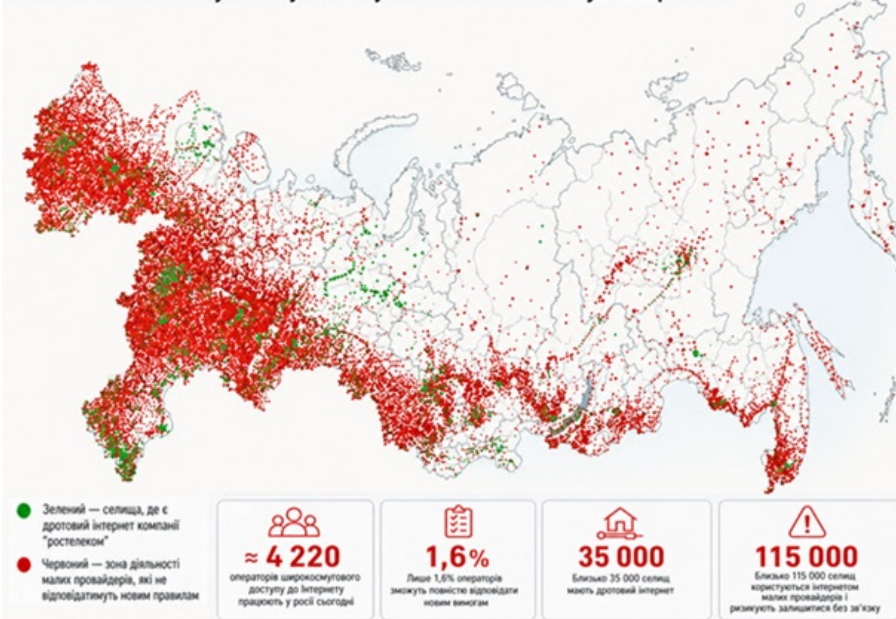 Зелений — селища, де є
дротовий інтернет компанії
"ростелеком"
Червоний — зона діяльності
малих провайдерів, які не
відповідатимуть новим правилам
≈ 4 220
операторів широкосмугового
доступу до Інтернету
працюють у росії сьогодні
1,6%
Лише 1,6% операторів
зможуть повністю відповідати
новим вимогам
35 000
Близько 35 000 селищ
мають дротовий інтернет
115 000
Близько 115 000 селищ
користуються інтернетом
малих провайдерів і
ризикують залишитися без зв'язку